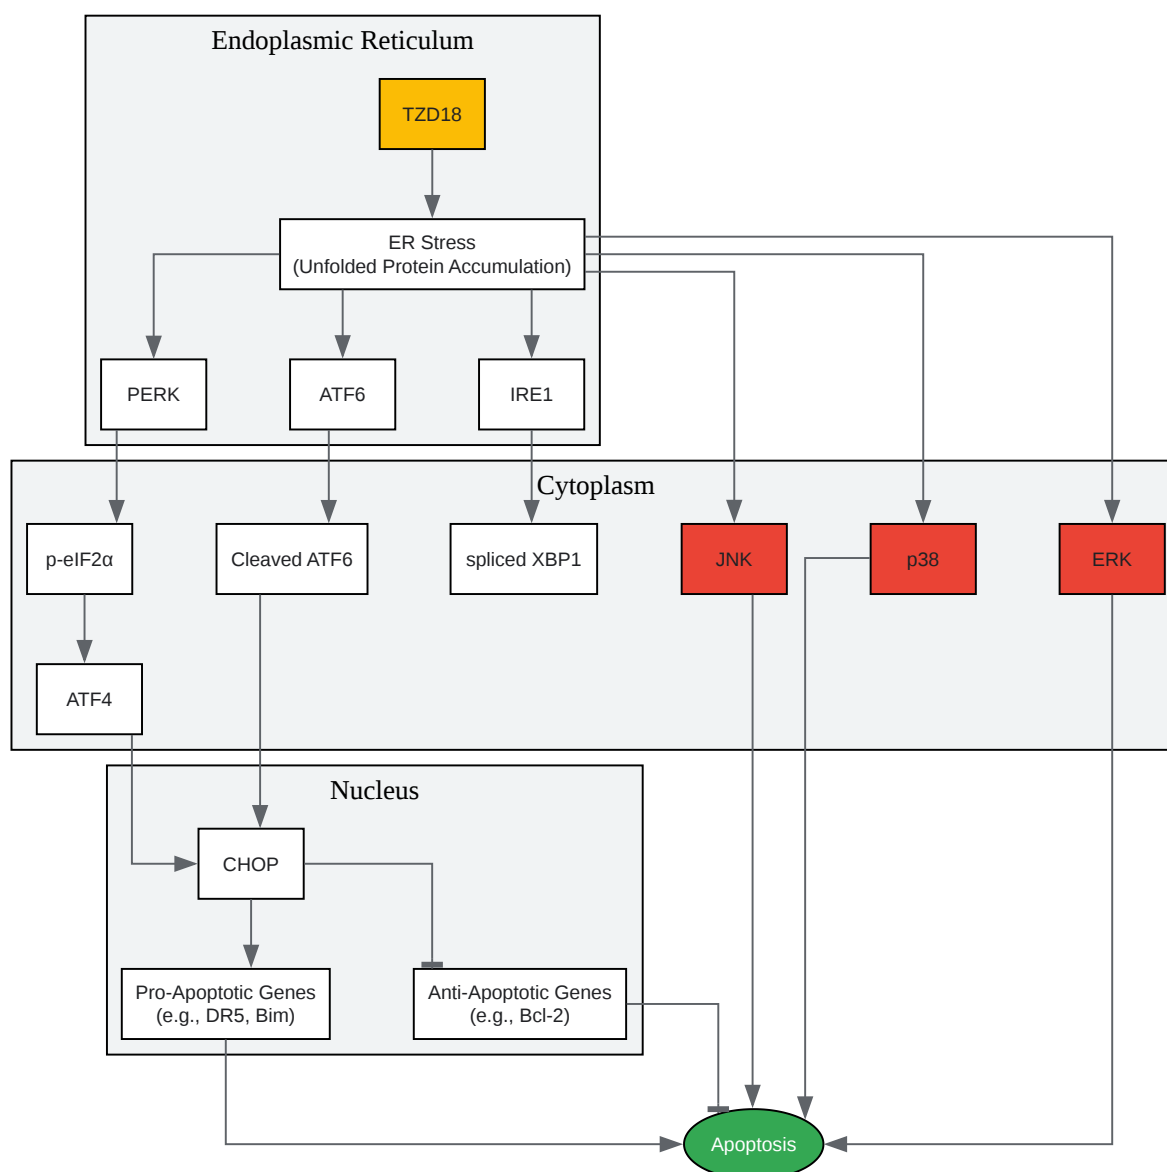 Endoplasmic Reticulum
TZD18
ER Stress
(Unfolded Protein Accumulation)
PERK
ATF6
IRE1
Cytoplasm
p-eIF2α
Cleaved ATF6
spliced XBP1
JNK
p38
ERK
ATF4
Nucleus
CHOP
Pro-Apoptotic Genes
(e.g., DR5, Bim)
Anti-Apoptotic Genes
(e.g., Bcl-2)
Apoptosis